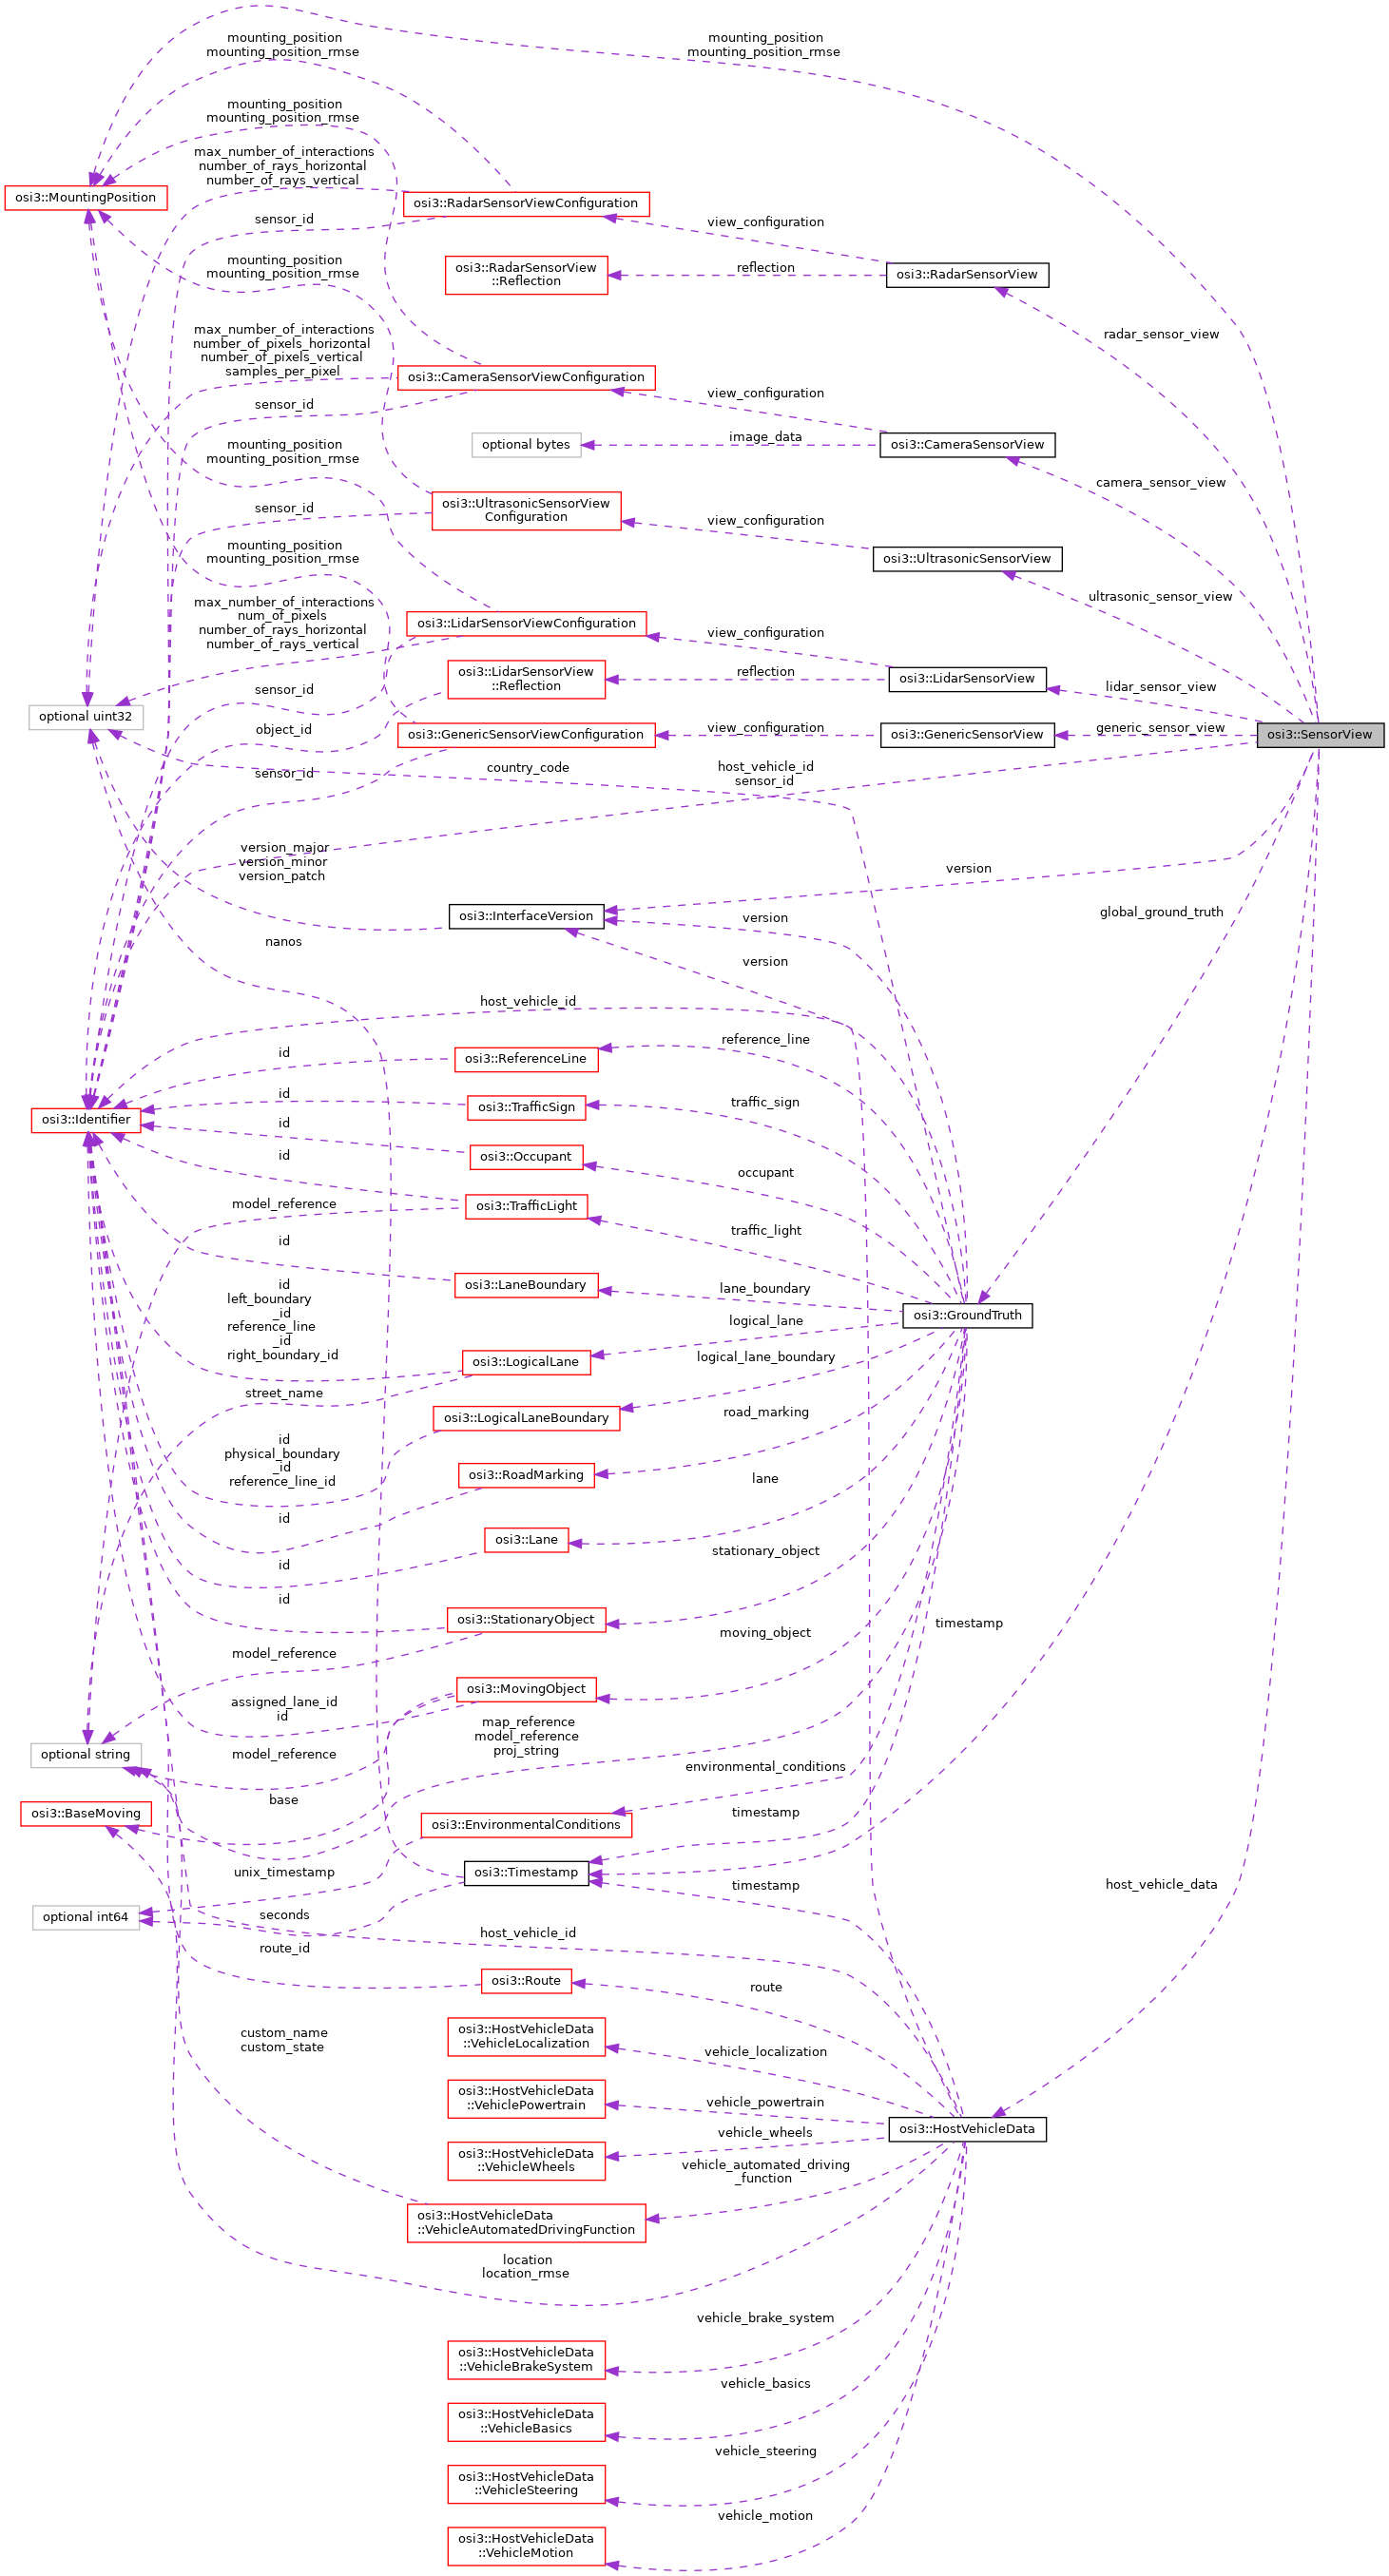 mounting_position
mounting_position_rmse
mounting_position
mounting_position_rmse
mounting_position
mounting_position_rmse
max_number_of_interactions
number_of_rays_horizontal
number_of_rays_vertical
osi3::MountingPosition
osi3::RadarSensorViewConfiguration
sensor_id
view_configuration
mounting_position
mounting_position_rmse
osi3::RadarSensorView
::Reflection
reflection
osi3::RadarSensorView
radar_sensor_view
max_number_of_interactions
number_of_pixels_horizontal
number_of_pixels_vertical
samples_per_pixel
osi3::CameraSensorViewConfiguration
view_configuration
sensor_id
optional bytes
image_data
osi3::CameraSensorView
mounting_position
mounting_position_rmse
camera_sensor_view
sensor_id
osi3::UltrasonicSensorView
Configuration
view_configuration
mounting_position
mounting_position_rmse
osi3::UltrasonicSensorView
ultrasonic_sensor_view
max_number_of_interactions
num_of_pixels
number_of_rays_horizontal
number_of_rays_vertical
osi3::LidarSensorViewConfiguration
view_configuration
osi3::LidarSensorView
::Reflection
reflection
osi3::LidarSensorView
lidar_sensor_view
sensor_id
optional uint32
object_id
osi3::GenericSensorViewConfiguration
view_configuration
osi3::GenericSensorView
generic_sensor_view
osi3::SensorView
sensor_id
country_code
host_vehicle_id
sensor_id
version_major
version_minor
version_patch
version
osi3::InterfaceVersion
version
global_ground_truth
nanos
version
host_vehicle_id
id
osi3::ReferenceLine
reference_line
id
osi3::TrafficSign
traffic_sign
osi3::Identifier
id
id
osi3::Occupant
occupant
model_reference
osi3::TrafficLight
traffic_light
id
osi3::LaneBoundary
lane_boundary
osi3::GroundTruth
id
left_boundary
_id
reference_line
_id
right_boundary_id
logical_lane
osi3::LogicalLane
logical_lane_boundary
street_name
osi3::LogicalLaneBoundary
road_marking
id
physical_boundary
_id
reference_line_id
osi3::RoadMarking
lane
id
osi3::Lane
id
stationary_object
id
osi3::StationaryObject
timestamp
moving_object
model_reference
osi3::MovingObject
assigned_lane_id
id
map_reference
model_reference
proj_string
optional string
model_reference
environmental_conditions
base
osi3::BaseMoving
osi3::EnvironmentalConditions
timestamp
unix_timestamp
osi3::Timestamp
timestamp
host_vehicle_data
optional int64
seconds
host_vehicle_id
route_id
osi3::Route
route
custom_name
custom_state
osi3::HostVehicleData
::VehicleLocalization
vehicle_localization
osi3::HostVehicleData
::VehiclePowertrain
vehicle_powertrain
osi3::HostVehicleData
vehicle_wheels
osi3::HostVehicleData
::VehicleWheels
vehicle_automated_driving
_function
osi3::HostVehicleData
::VehicleAutomatedDrivingFunction
location
location_rmse
vehicle_brake_system
osi3::HostVehicleData
::VehicleBrakeSystem
vehicle_basics
osi3::HostVehicleData
::VehicleBasics
vehicle_steering
osi3::HostVehicleData
::VehicleSteering
vehicle_motion
osi3::HostVehicleData
::VehicleMotion